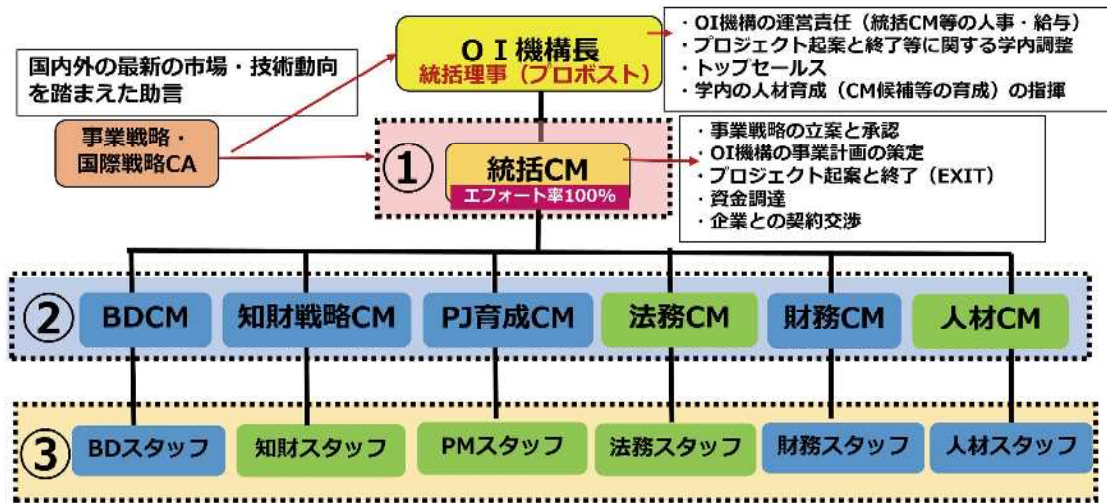 OI機構長
統括理事（プロボスト）
・OI機構の運営責任（統括CM等の人事・給与）
・プロジェクト起案と終了等に関する学内調整
・トップセールス
・学内の人材育成（CM候補等の育成）の指揮
国内外の最新の市場・技術動向
を踏まえた助言
事業戦略・
国際戦略CA
①
統括CM
エフォート率100%
・事業戦略の立案と承認
・OI機構の事業計画の策定
・プロジェクト起案と終了（EXIT）
・資金調達
・企業との契約交渉
②
BDCM
知財戦略CM
PJ育成CM
法務CM
財務CM
人材CM
③
BDスタッフ
知財スタッフ
PMスタッフ
法務スタッフ
財務スタッフ
人材スタッフ